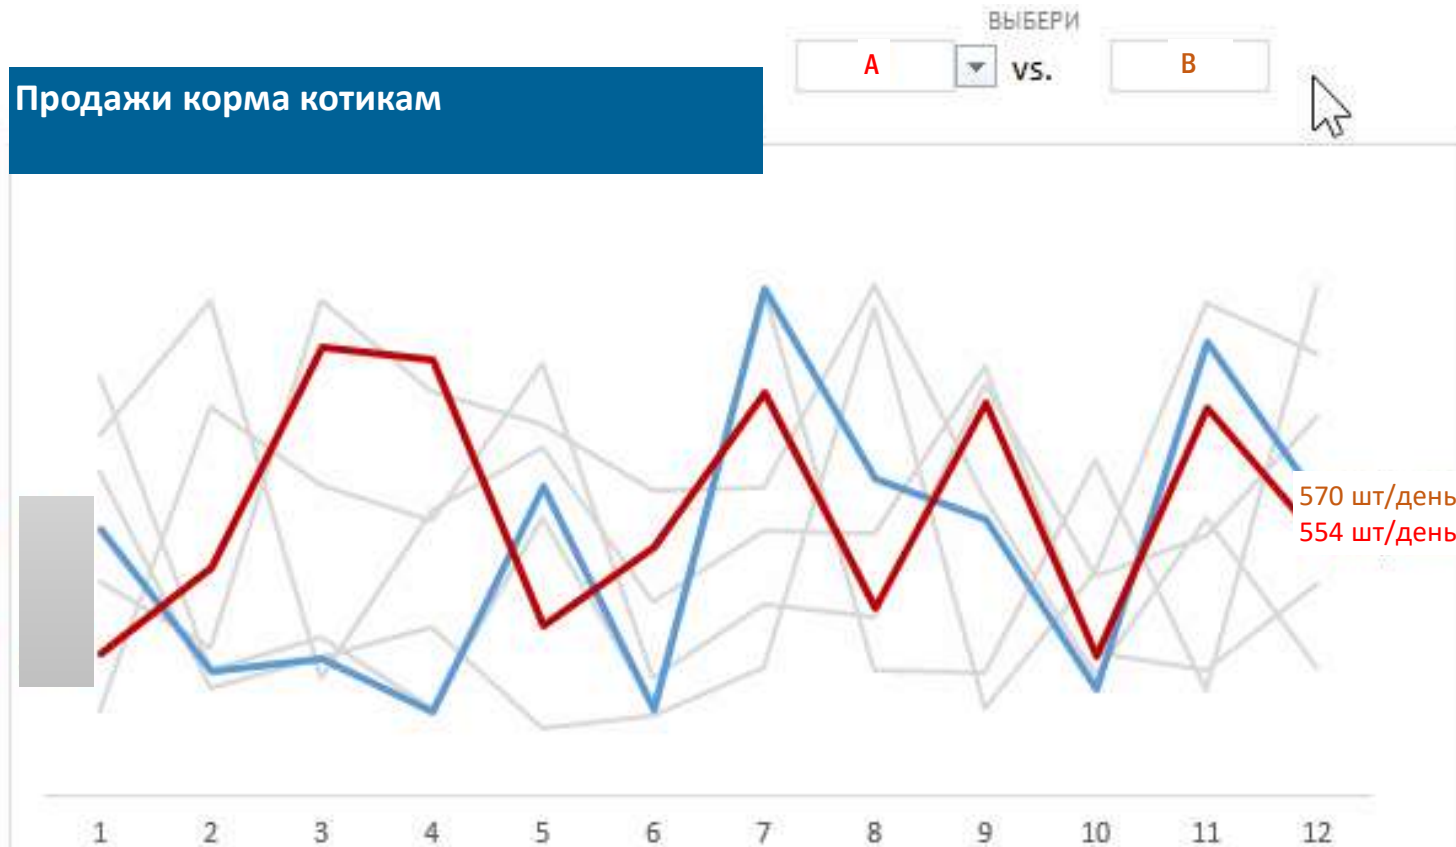 ВЫБЕРИ
A vs. B
Продажи корма котикам
570 шт/день
554 шт/день
1 2 3 4 5 6 7 8 9 10 11 12